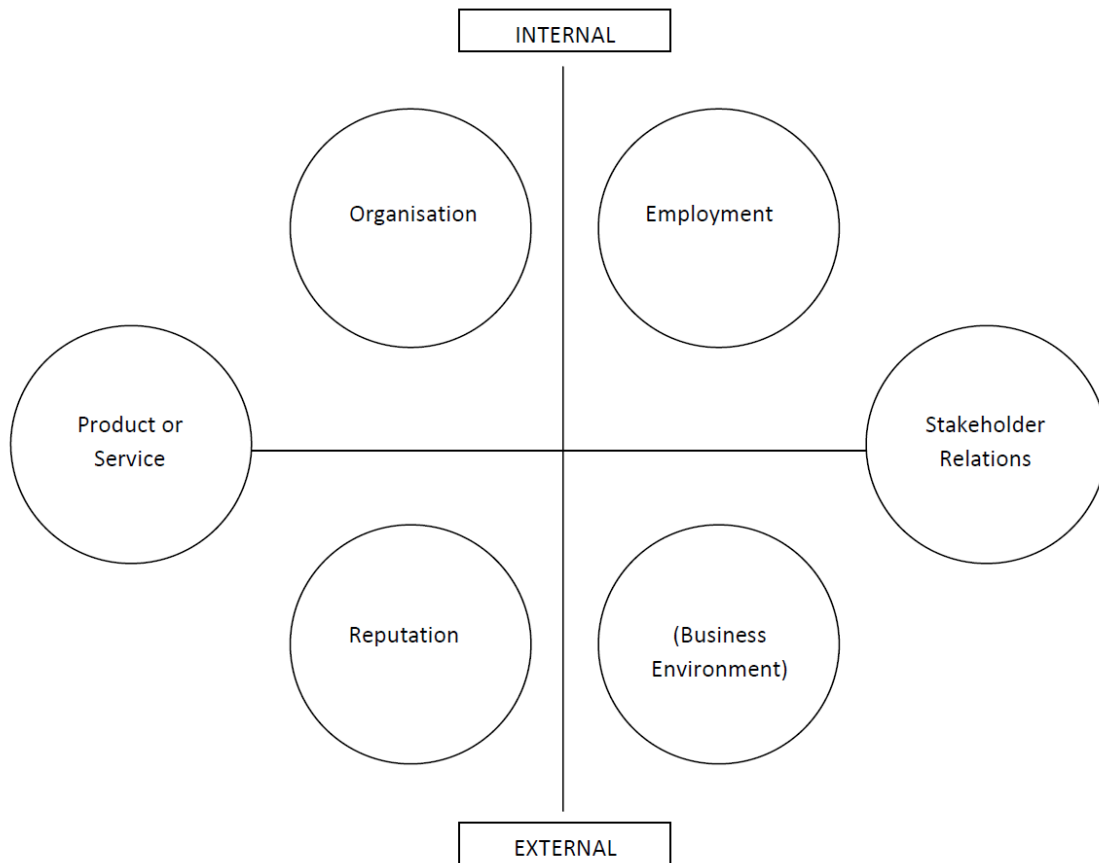 INTERNAL
Organisation
Employment
Product or
Service
Stakeholder
Relations
Reputation
(Business
Environment)
EXTERNAL